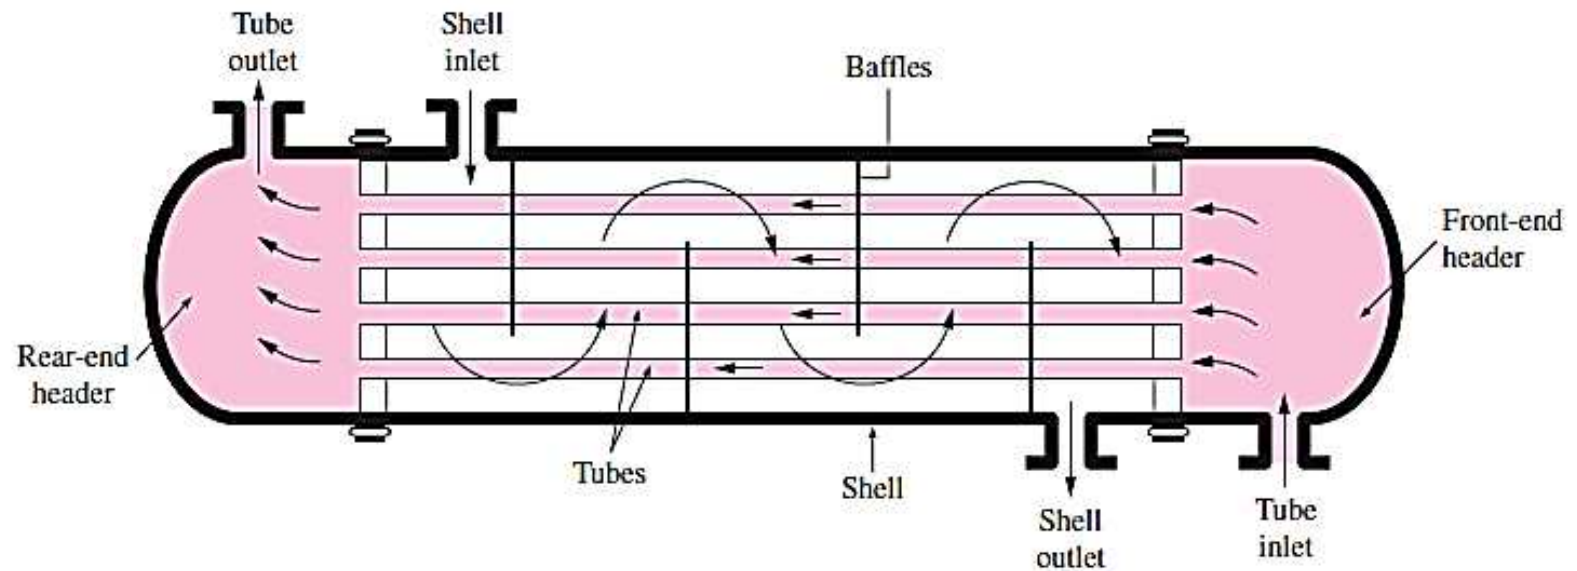 Tube
outlet
Shell
inlet
Baffles
Front-end
header
Rear-end
header
Tubes
Shell
Shell
outlet
Tube
inlet